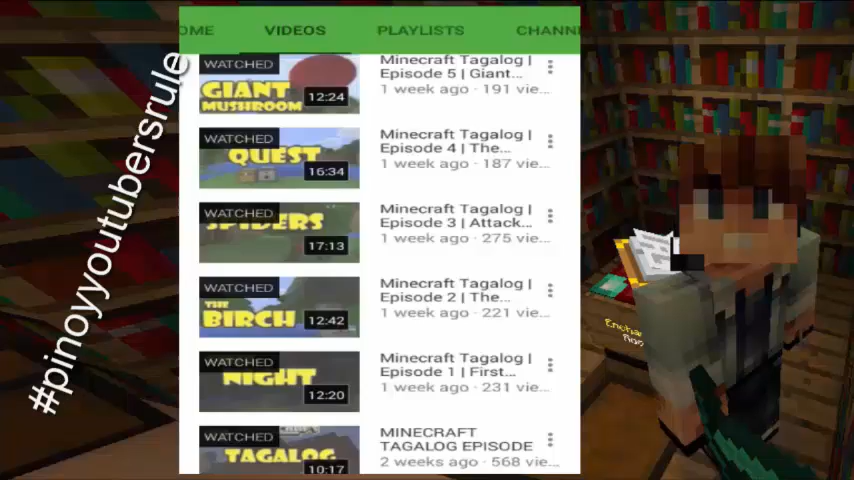 OME VIDEOS PLAYLISTS CHANN
#pinoyyoutubersrule
WATCHED
GIANT
MUSHROOM
12:24
Minecraft Tagalog |
Episode 5 | Giant...
1 week ago · 191 vie...
WATCHED
QUEST
16:34
Minecraft Tagalog |
Episode 4 | The...
1 week ago · 187 vie...
WATCHED
SPIDERS
17:13
Minecraft Tagalog |
Episode 3 | Attack...
1 week ago · 275 vie...
WATCHED
THE
BIRCH
12:42
Minecraft Tagalog |
Episode 2 | The...
1 week ago · 221 vie...
WATCHED
NIGHT
12:20
Minecraft Tagalog |
Episode 1 | First...
1 week ago · 231 vie...
WATCHED
TAGALOG
10:17
MINECRAFT
TAGALOG EPISODE
2 weeks ago · 568 vie...